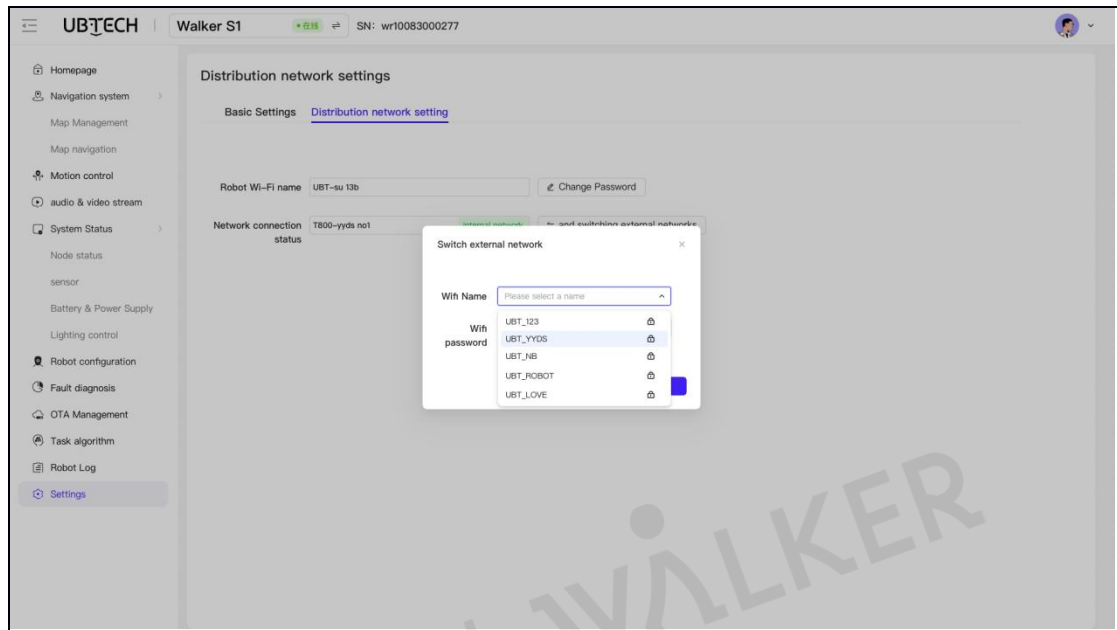 UBTECH
Walker S1
•在线
SN: wr10083000277
Homepage
Navigation system
Map Management
Map navigation
Motion control
audio & video stream
System Status
Node status
sensor
Battery & Power Supply
Lighting control
Robot configuration
Fault diagnosis
OTA Management
Task algorithm
Robot Log
Settings
Distribution network settings
Basic Settings Distribution network setting
Robot Wi-Fi name UBT-su 13b Change Password
Network connection status T800-yyds no1 internal network and switching external networks
Switch external network
Wifi Name Please select a name
Wifi
password
UBT_123
UBT_YYDS
UBT_NB
UBT_ROBOT
UBT_LOVE
WALKER